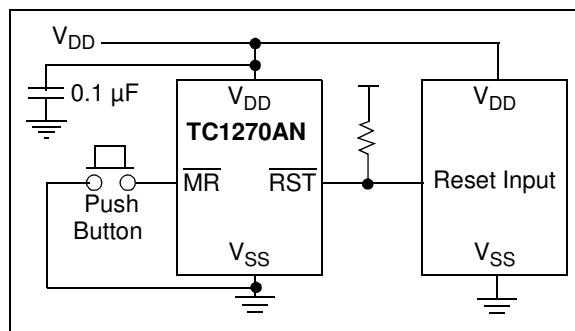 VDD
0.1 µF
VDD
TC1270AN
MR
RST
VSS
Push
Button
VDD
Reset Input
VSS